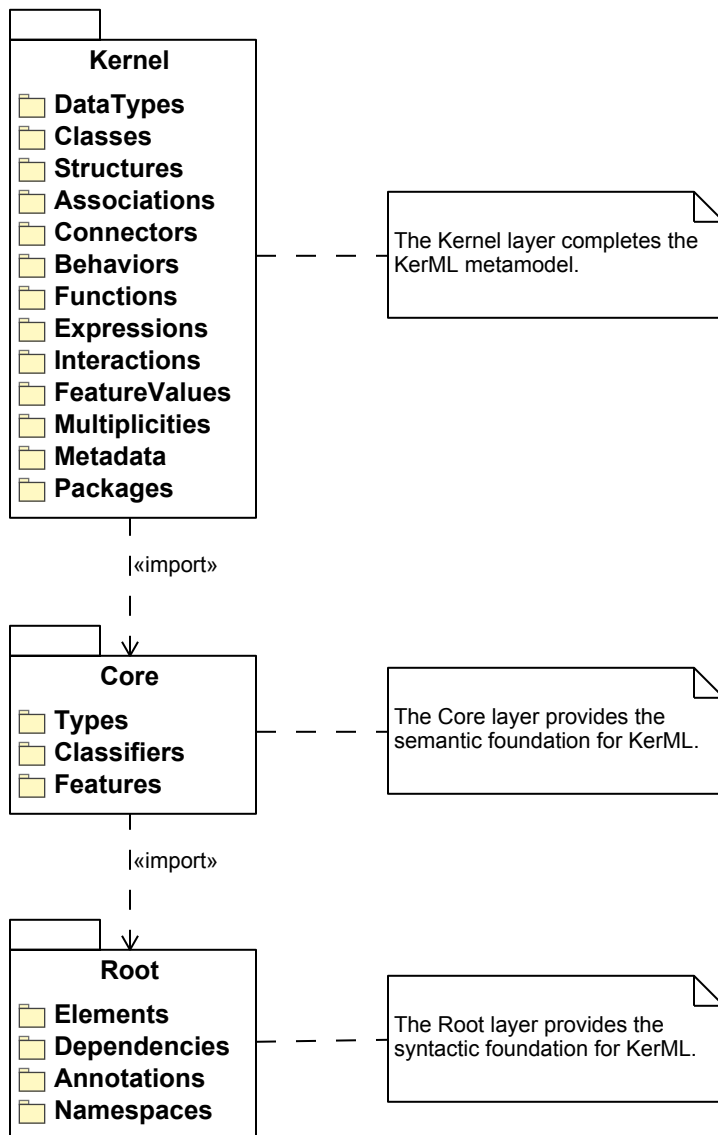 Kernel
DataTypes
Classes
Structures
Associations
Connectors
Behaviors
Functions
Expressions
Interactions
FeatureValues
Multiplicities
Metadata
Packages
The Kernel layer completes the
KerML metamodel.
«import»
Core
Types
Classifiers
Features
The Core layer provides the
semantic foundation for KerML.
«import»
Root
Elements
Dependencies
Annotations
Namespaces
The Root layer provides the
syntactic foundation for KerML.